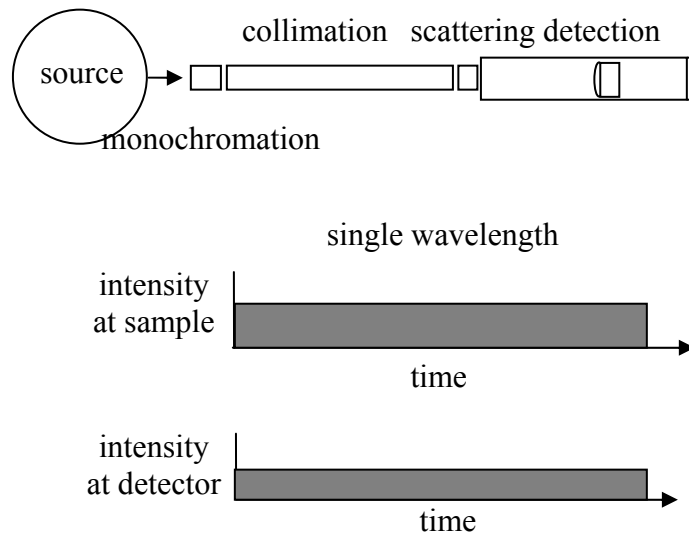 collimation scattering detection
source
monochromation
single wavelength
intensity
at sample
time
intensity
at detector
time